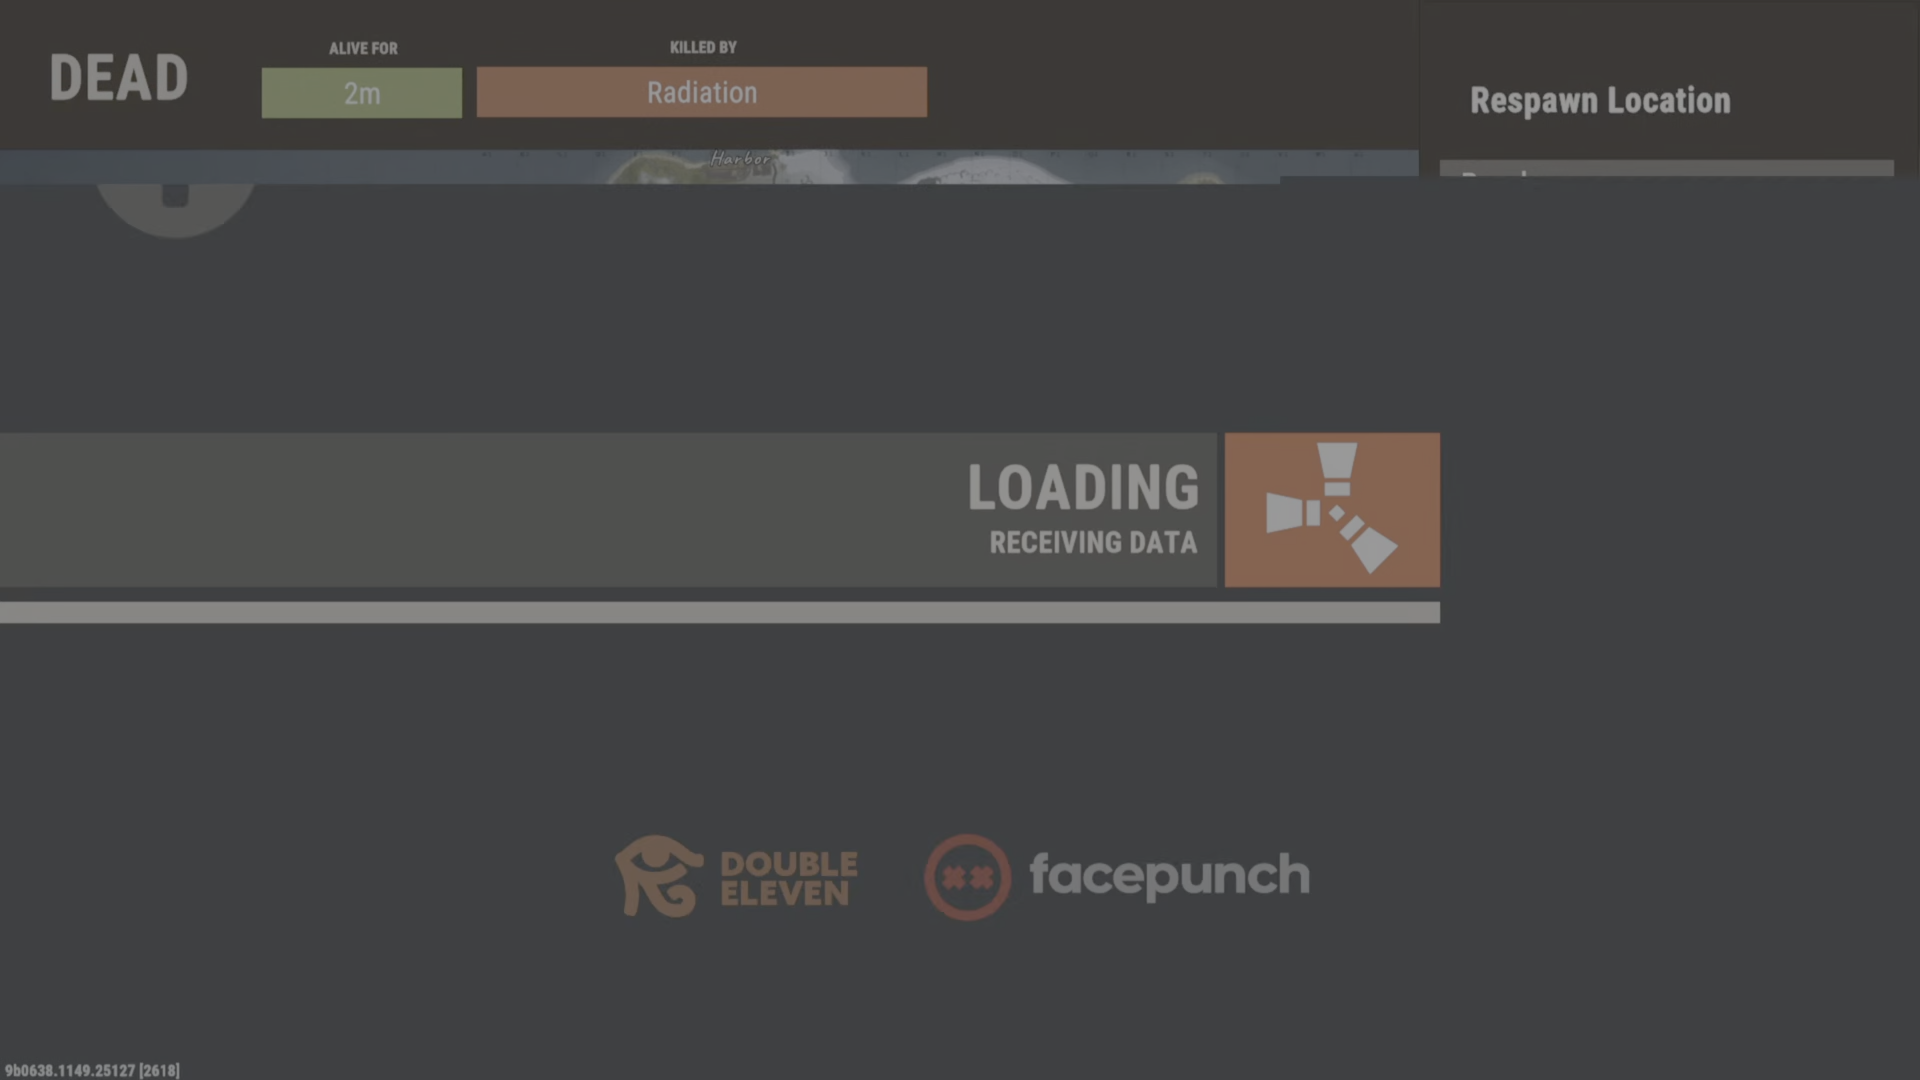 DEAD
ALIVE FOR
2m
KILLED BY
Radiation
Respawn Location
Harbor
LOADING
RECEIVING DATA
DOUBLE
ELEVEN
facepunch
9b0638.1149.25127 [2618]